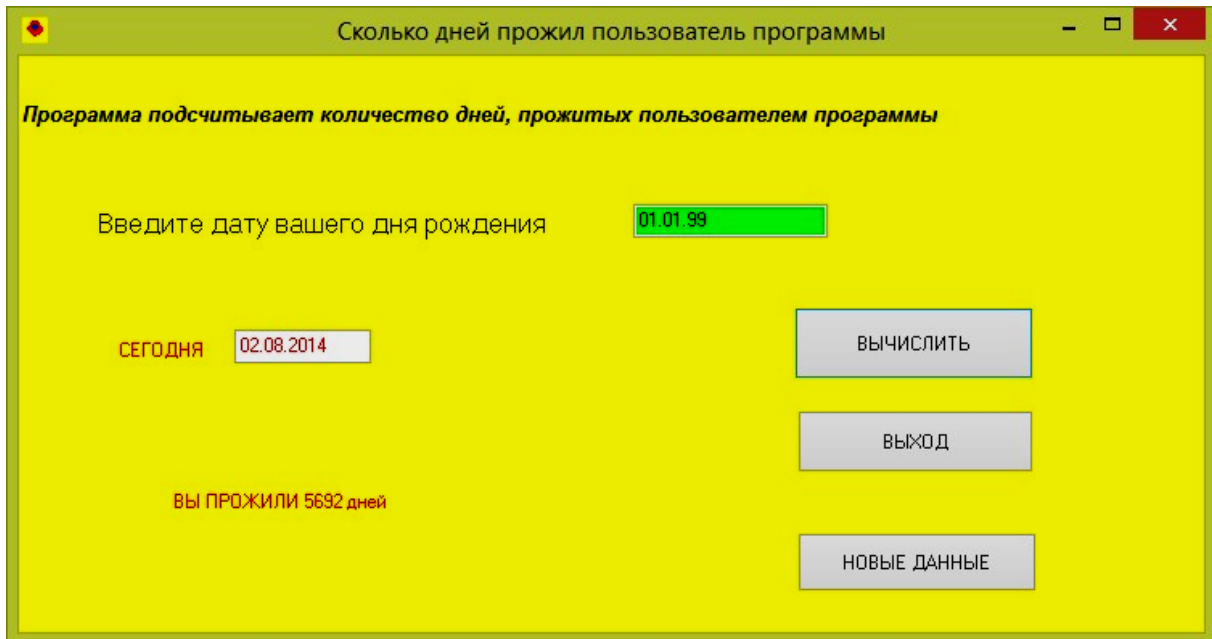 Сколько дней прожил пользователь программы
Программа подсчитывает количество дней, прожитых пользователем программы
Введите дату вашего дня рождения
01.01.99
СЕГОДНЯ
02.08.2014
ВЫЧИСЛИТЬ
ВЫХОД
ВЫ ПРОЖИЛИ 5692 дней
НОВЫЕ ДАННЫЕ